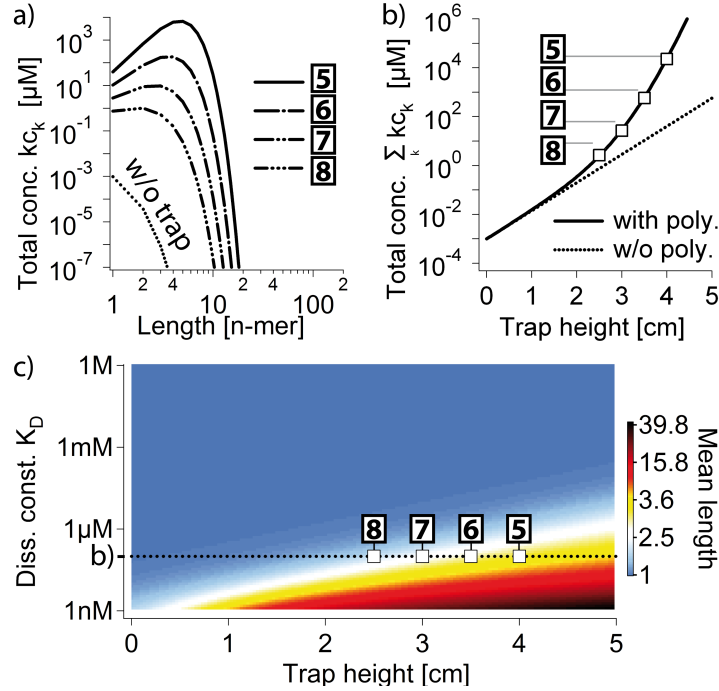 a)
Total conc. kc_k [µM]
10^3
10^1
10^-1
10^-3
10^-5
10^-7
w/o trap
5
6
7
8
1 2 4 10 2 4 100 2
Length [n-mer]
b)
Total conc. Σ_k kc_k [µM]
10^6
10^4
10^2
10^0
10^-2
10^-4
5
6
7
8
with poly.
w/o poly.
0 1 2 3 4 5
Trap height [cm]
c)
Diss. const. K_D
1M
1mM
1µM
b)
1nM
8 7 6 5
0 1 2 3 4 5
Trap height [cm]
39.8
15.8
3.6
2.5
1
Mean length